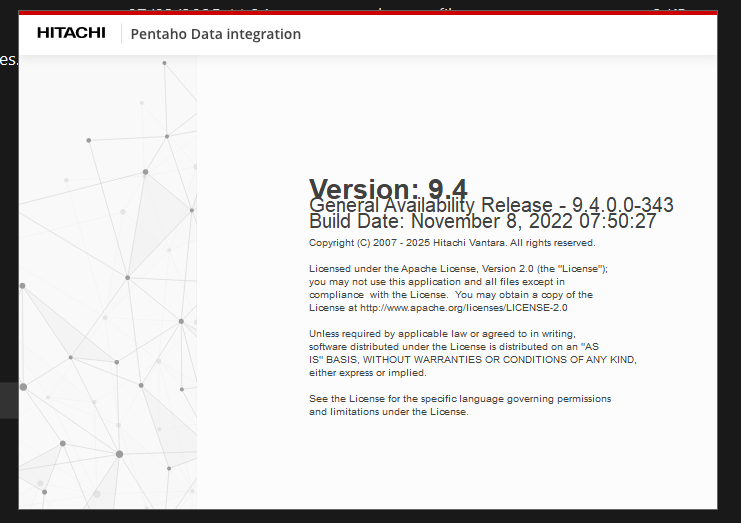 es.
HITACHI
Pentaho Data integration
Version: 9.4
General Availability Release - 9.4.0.0-343
Build Date: November 8, 2022 07:50:27
Copyright (C) 2007 - 2025 Hitachi Vantara. All rights reserved.
Licensed under the Apache License, Version 2.0 (the "License");
you may not use this application and all files except in
compliance  with the License.  You may obtain a copy of the
License at http://www.apache.org/licenses/LICENSE-2.0
Unless required by applicable law or agreed to in writing,
software distributed under the License is distributed on an "AS
IS" BASIS, WITHOUT WARRANTIES OR CONDITIONS OF ANY KIND,
either express or implied.
See the License for the specific language governing permissions
and limitations under the License.